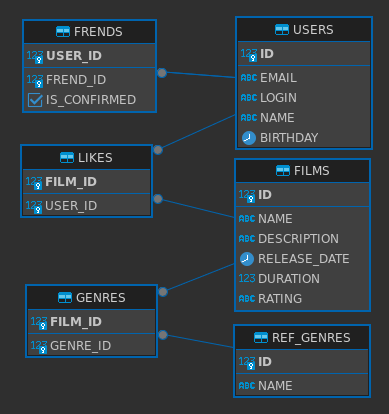 FRENDS
123 USER_ID
123 FREND_ID
IS_CONFIRMED
USERS
123 ID
ABC EMAIL
ABC LOGIN
ABC NAME
BIRTHDAY
LIKES
123 FILM_ID
123 USER_ID
FILMS
123 ID
ABC NAME
ABC DESCRIPTION
RELEASE_DATE
123 DURATION
ABC RATING
GENRES
123 FILM_ID
123 GENRE_ID
REF_GENRES
123 ID
ABC NAME